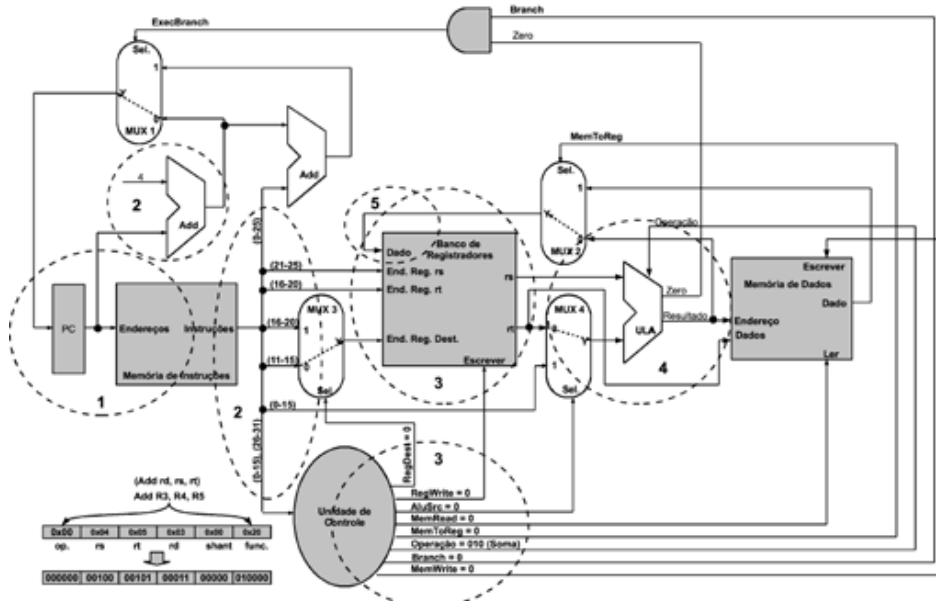 Branch
ExecBranch
Zero
Sel.
1
Y
0
MUX 1
MemToReg
Add
4
2
Add
Sel.
1
Y
0
MUX 2
5
Operação
(0-25)
Dado
Banco de
Registradores
Escrever
Memória de Dados
(21-25)
End. Reg. rs
rs
(16-20)
End. Reg. rt
Zero
Dado
PC
Endereços
Instruções
(16-20)
MUX 3
1
Y
0
Sel.
rt
MUX 4
0
Y
1
Sel.
ULA
Resultado
Endereço
Dados
Ler
(11-15)
End. Reg. Dest.
Escrever
Memória de Instruções
1
2
3
4
(0-15)
(0-15), (26-31)
RegDest = 0
3
(Add rd, rs, rt)
Add R3, R4, R5
Unidade de
Controle
RegWrite = 0
AluSrc = 0
MemRead = 0
MemToReg = 0
Operação = 010 (Soma)
Branch = 0
MemWrite = 0
0x00 0x04 0x05 0x03 0x00 0x20
op. rs rt rd shant func.
000000 00100 00101 00011 00000 010000